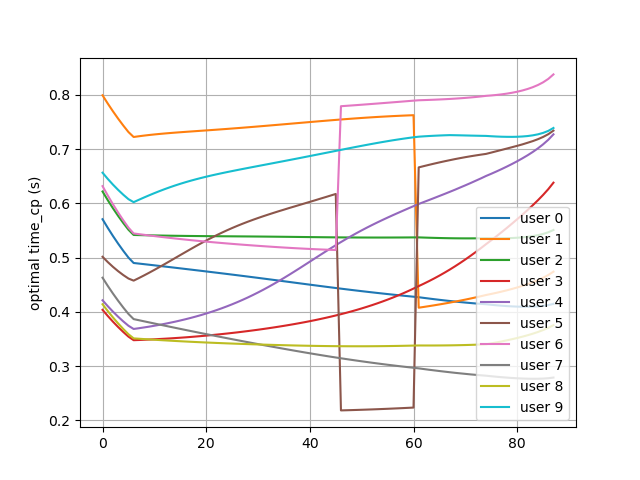 optimal time_cp (s)
0.8
0.7
0.6
0.5
0.4
0.3
0.2
0 20 40 60 80
user 0
user 1
user 2
user 3
user 4
user 5
user 6
user 7
user 8
user 9